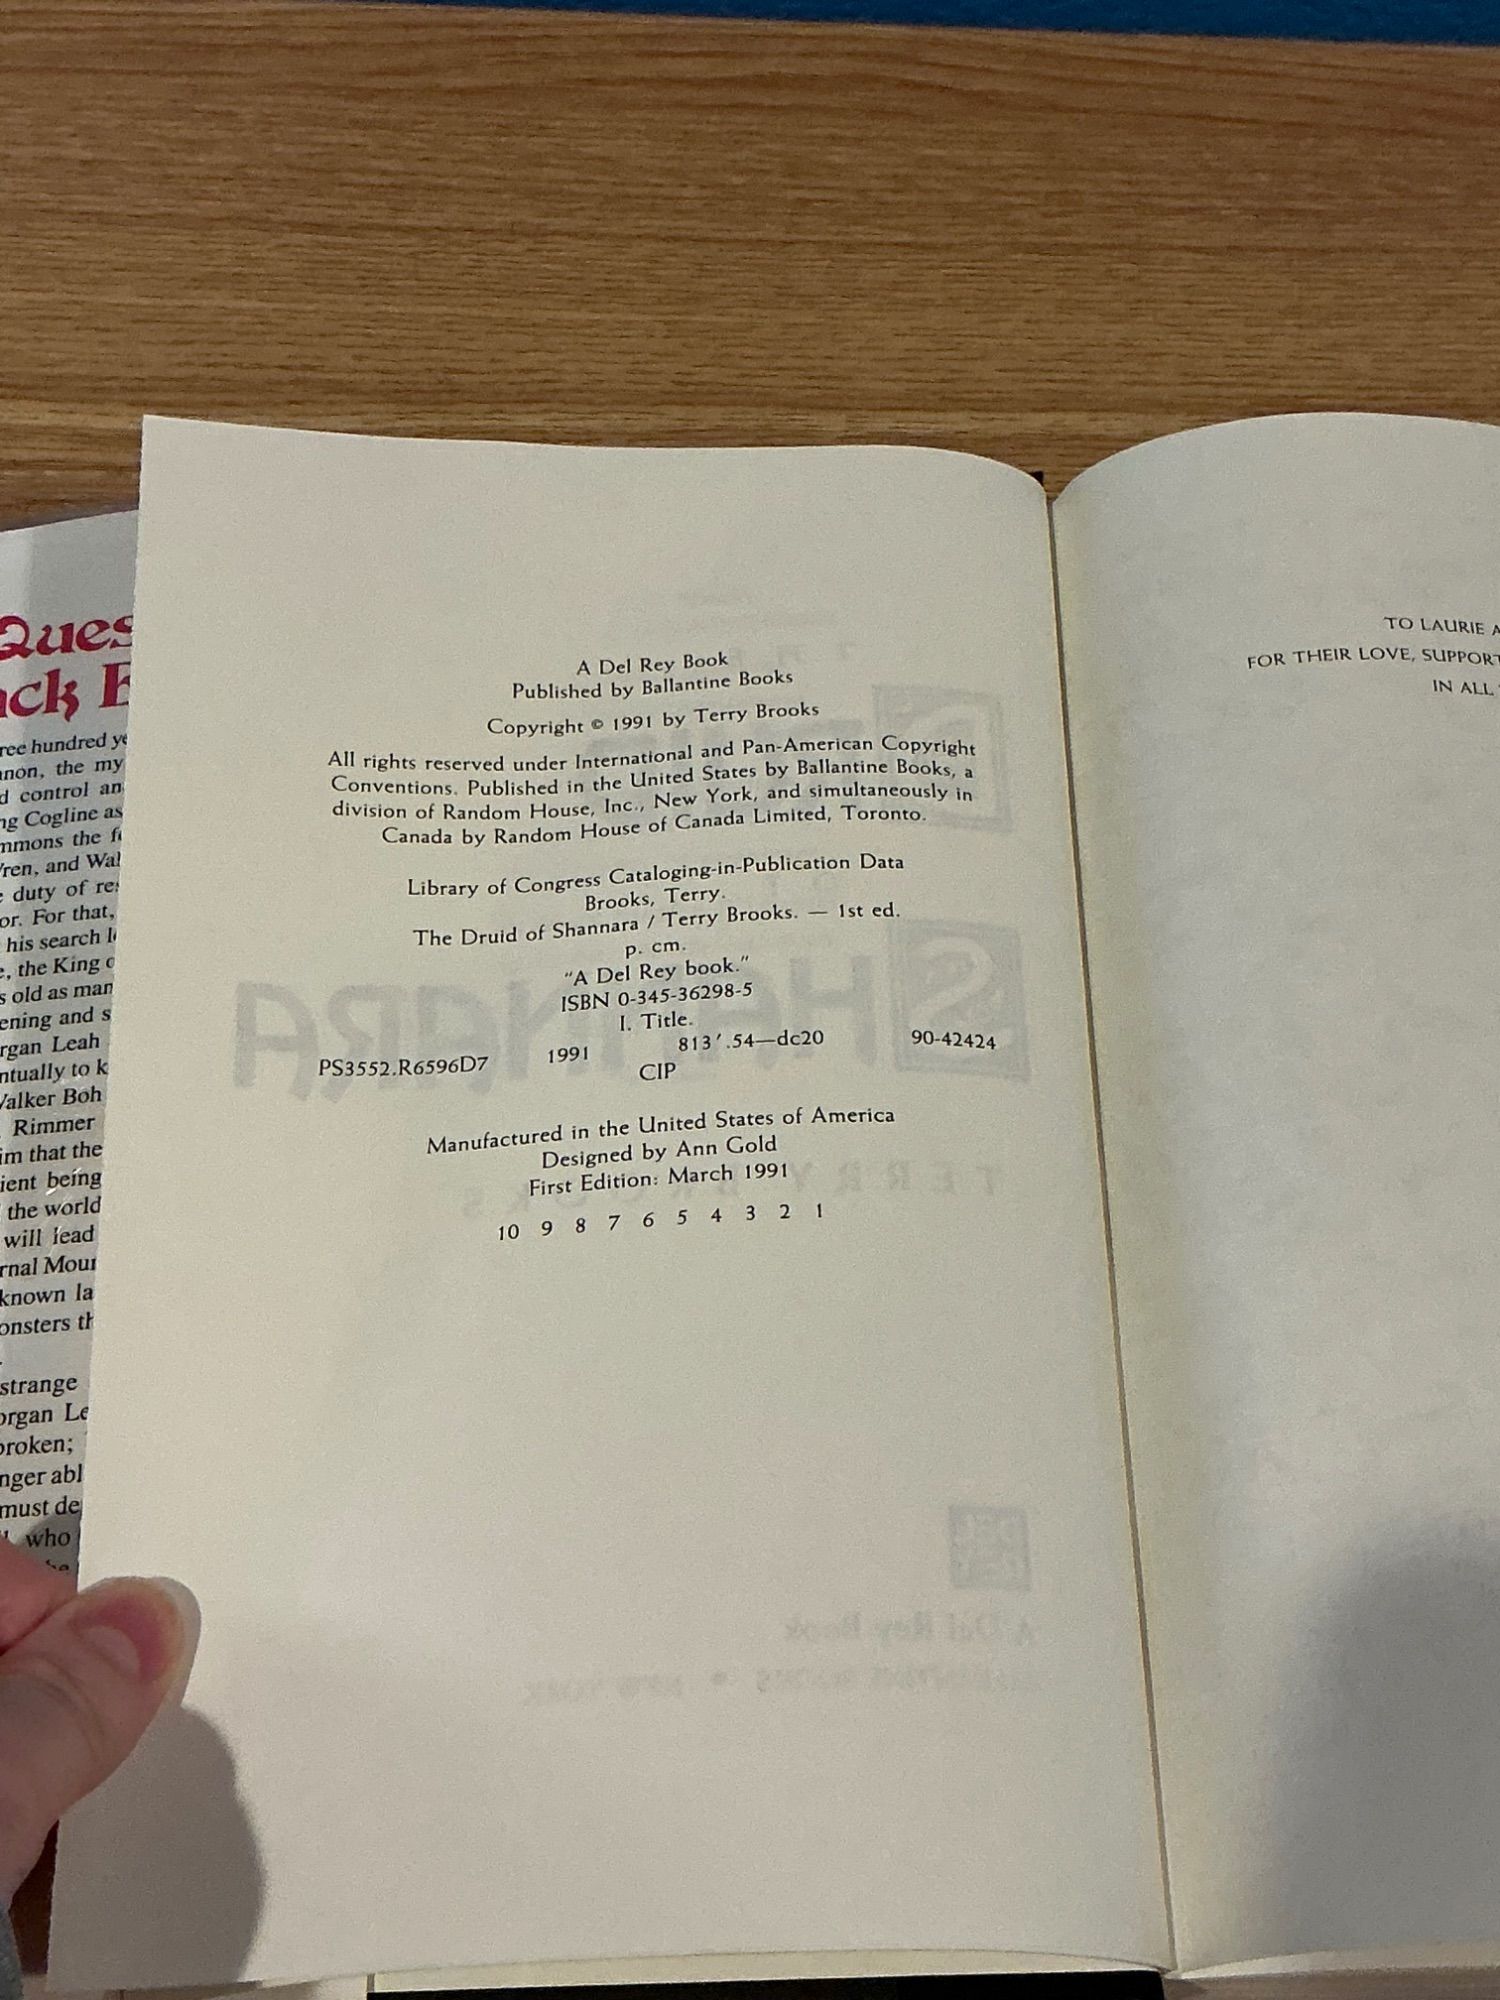 Ques
ack
ree hundred ye
anon, the my
d control an
ng Cogline as
mmons the f
ren, and Wal
duty of res
or. For that,
his search l
, the King o
s old as man
ening and s
rgan Leah
ntually to k
Walker Boh
Rimmer
im that the
ient being
the world
will lead
rnal Mour
known la
onsters th
strange
organ Le
broken;
nger abl
must de
who
A Del Rey Book
Published by Ballantine Books
Copyright © 1991 by Terry Brooks
All rights reserved under International and Pan-American Copyright
Conventions. Published in the United States by Ballantine Books, a
division of Random House, Inc., New York, and simultaneously in
Canada by Random House of Canada Limited, Toronto.
Library of Congress Cataloging-in-Publication Data
Brooks, Terry.
The Druid of Shannara / Terry Brooks. — 1st ed.
p. cm.
"A Del Rey book."
ISBN 0-345-36298-5
I. Title.
PS3552.R6596D7 1991 813'.54—dc20 90-42424
CIP
Manufactured in the United States of America
Designed by Ann Gold
First Edition: March 1991
10 9 8 7 6 5 4 3 2 1
TO LAURIE A
FOR THEIR LOVE, SUPPORT
IN ALL